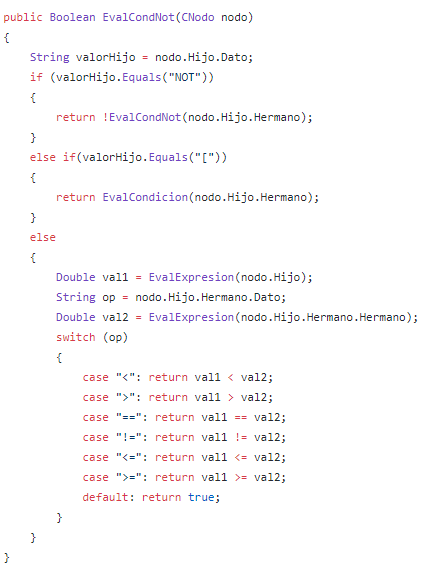 public Boolean EvalCondNot(CNodo nodo)
{
    String valorHijo = nodo.Hijo.Dato;
    if (valorHijo.Equals("NOT"))
    {
        return !EvalCondNot(nodo.Hijo.Hermano);
    }
    else if(valorHijo.Equals("["))
    {
        return EvalCondicion(nodo.Hijo.Hermano);
    }
    else
    {
        Double val1 = EvalExpresion(nodo.Hijo);
        String op = nodo.Hijo.Hermano.Dato;
        Double val2 = EvalExpresion(nodo.Hijo.Hermano.Hermano);
        switch (op)
        {
            case "<": return val1 < val2;
            case ">": return val1 > val2;
            case "==": return val1 == val2;
            case "!=": return val1 != val2;
            case "<=": return val1 <= val2;
            case ">=": return val1 >= val2;
            default: return true;
        }
    }
}